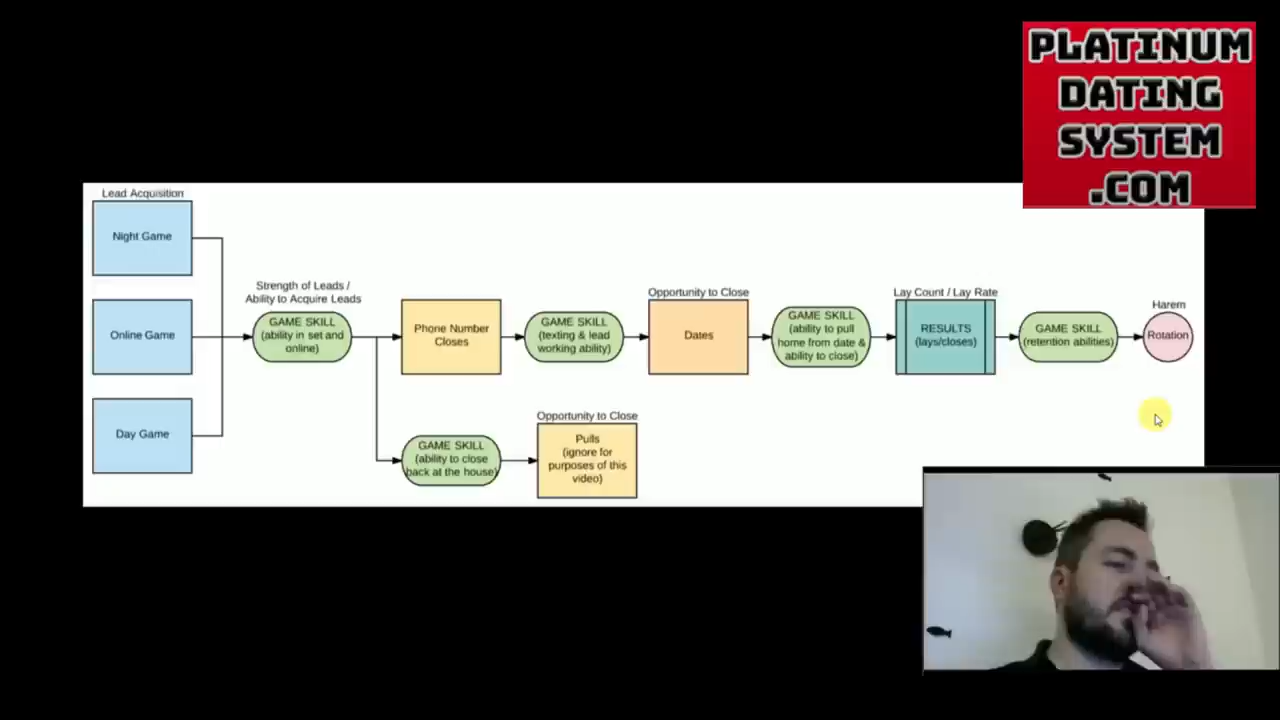 PLATINUM
DATING
SYSTEM
.COM
Lead Acquisition
Night Game
Online Game
Day Game
Strength of Leads /
Ability to Acquire Leads
GAME SKILL
(ability in set and
online)
Phone Number
Closes
GAME SKILL
(texting & lead
working ability)
Opportunity to Close
Dates
GAME SKILL
(ability to pull
home from date &
ability to close)
Lay Count / Lay Rate
RESULTS
(lays/closes)
GAME SKILL
(retention abilities)
Harem
Rotation
GAME SKILL
(ability to close
back at the house)
Opportunity to Close
Pulls
(ignore for
purposes of this
video)